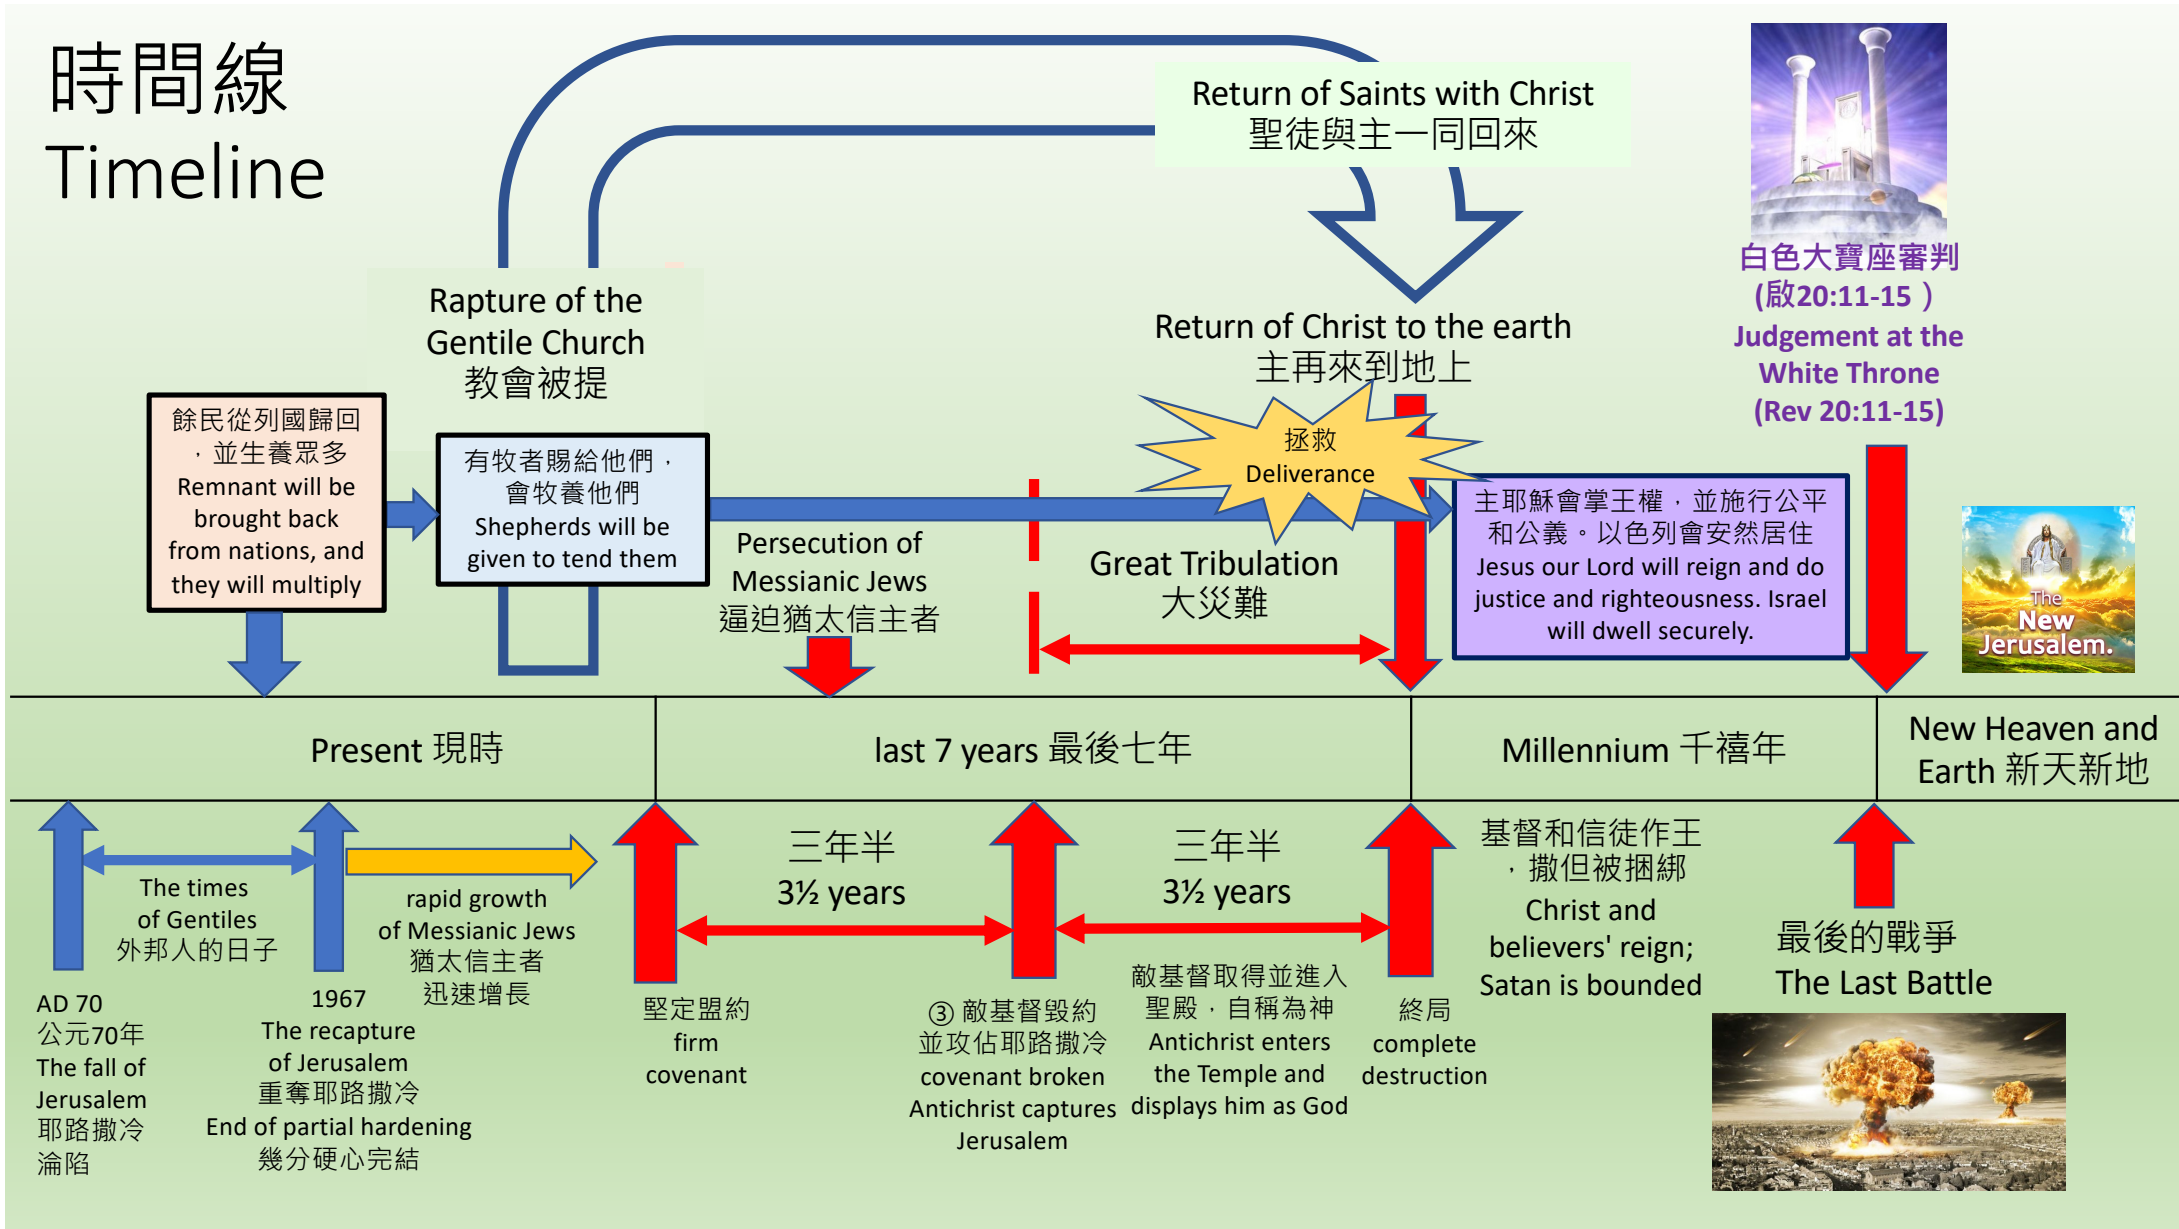 時間線
Timeline
Return of Saints with Christ
聖徒與主一同回來
Rapture of the
Gentile Church
教會被提
Return of Christ to the earth
主再來到地上
白色大寶座審判
(啟20:11-15 )
Judgement at the
White Throne
(Rev 20:11-15)
餘民從列國歸回
，並生養眾多
Remnant will be
brought back
from nations, and
they will multiply
有牧者賜給他們，
會牧養他們
Shepherds will be
given to tend them
Persecution of
Messianic Jews
逼迫猶太信主者
拯救
Deliverance
Great Tribulation
大災難
主耶穌會掌王權，並施行公平
和公義。以色列會安然居住
Jesus our Lord will reign and do
justice and righteousness. Israel
will dwell securely.
The
New
Jerusalem.
Present 現時
last 7 years 最後七年
Millennium 千禧年
New Heaven and
Earth 新天新地
The times
of Gentiles
外邦人的日子
rapid growth
of Messianic Jews
猶太信主者
迅速增長
三年半
3½ years
三年半
3½ years
基督和信徒作王
，撒但被捆綁
Christ and
believers' reign;
Satan is bounded
最後的戰爭
The Last Battle
AD 70
公元70年
The fall of
Jerusalem
耶路撒冷
淪陷
1967
The recapture
of Jerusalem
重奪耶路撒冷
End of partial hardening
幾分硬心完結
堅定盟約
firm
covenant
③ 敵基督毀約
並攻佔耶路撒冷
covenant broken
Antichrist captures
Jerusalem
敵基督取得並進入
聖殿，自稱為神
Antichrist enters
the Temple and
displays him as God
終局
complete
destruction